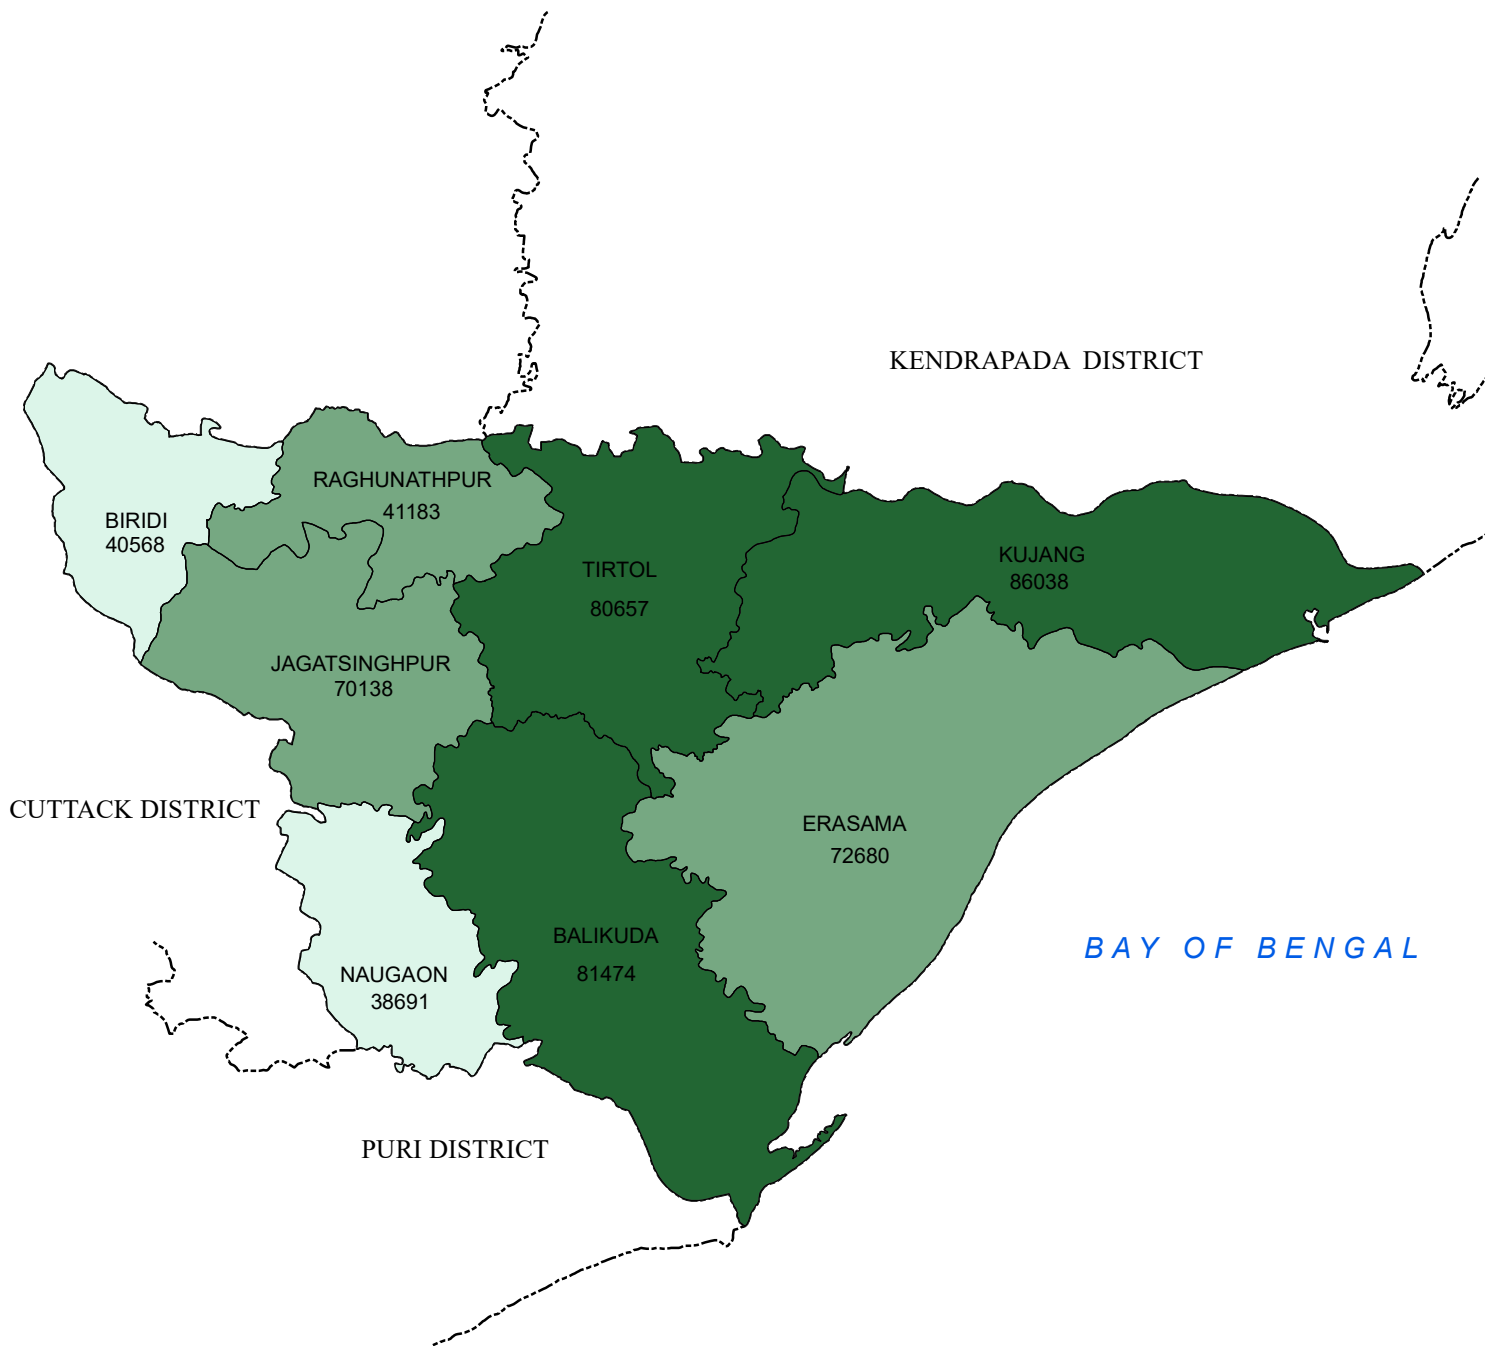 KENDRAPADA DISTRICT
RAGHUNATHPUR
41183
BIRIDI
40568
KUJANG
86038
TIRTOL
80657
JAGATSINGHPUR
70138
CUTTACK DISTRICT
ERASAMA
72680
BALIKUDA
81474
BAY OF BENGAL
NAUGAON
38691
PURI DISTRICT